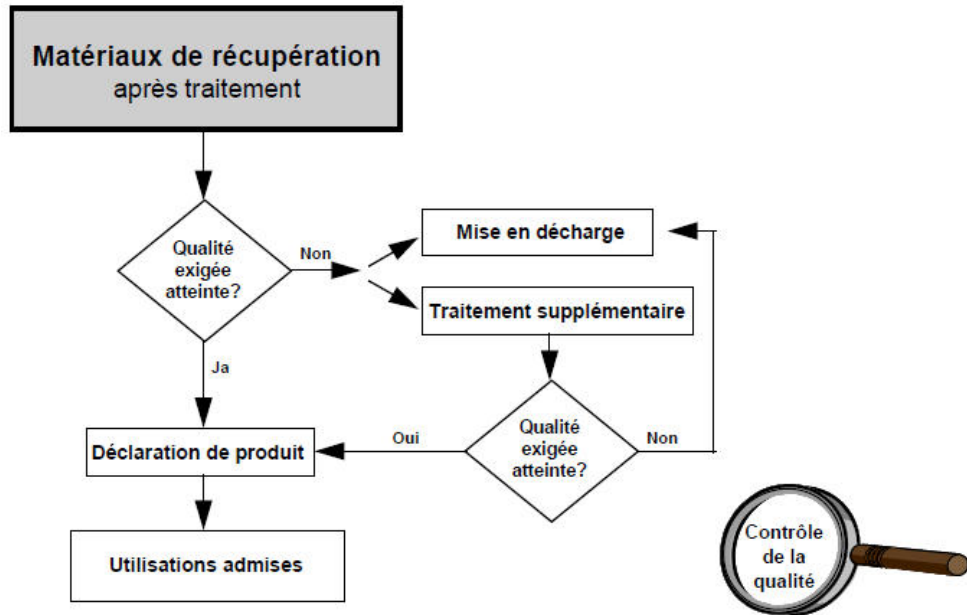 Matériaux de récupération
après traitement
Qualité
exigée
atteinte?
Non
Mise en décharge
Traitement supplémentaire
Ja
Déclaration de produit
Oui
Qualité
exigée
atteinte?
Non
Utilisations admises
Contrôle
de la
qualité